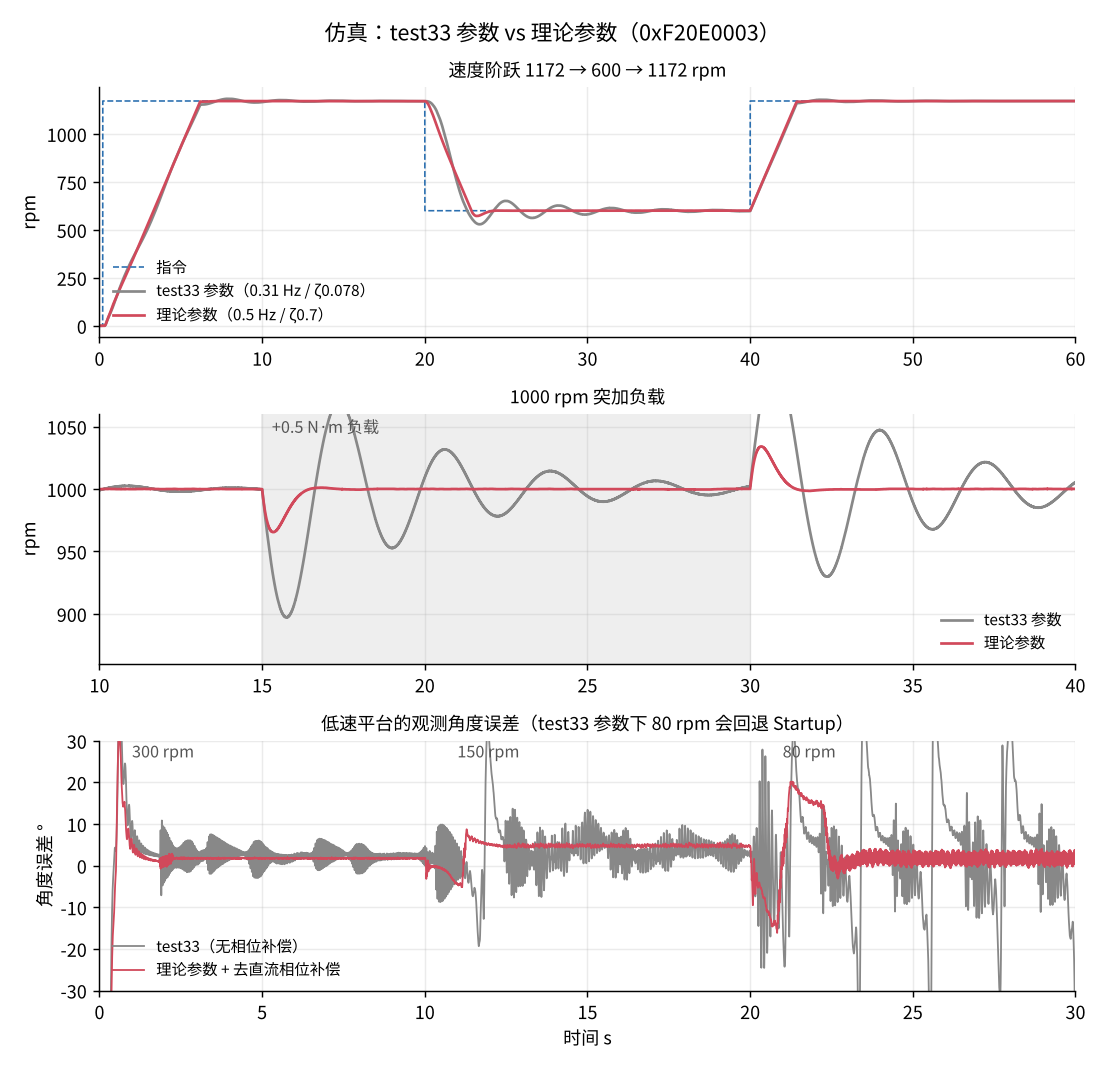 仿真：test33 参数 vs 理论参数（0xF20E0003）
速度阶跃 1172 → 600 → 1172 rpm
rpm
1000
750
500
250
0
指令
test33 参数（0.31 Hz / ζ0.078）
理论参数（0.5 Hz / ζ0.7）
0 10 20 30 40 50 60
1000 rpm 突加负载
rpm
1050
1000
950
900
+0.5 N·m 负载
test33 参数
理论参数
10 15 20 25 30 35 40
低速平台的观测角度误差（test33 参数下 80 rpm 会回退 Startup）
角度误差 °
30
20
10
0
-10
-20
-30
300 rpm 150 rpm 80 rpm
test33（无相位补偿）
理论参数 + 去直流相位补偿
0 5 10 15 20 25 30
时间 s